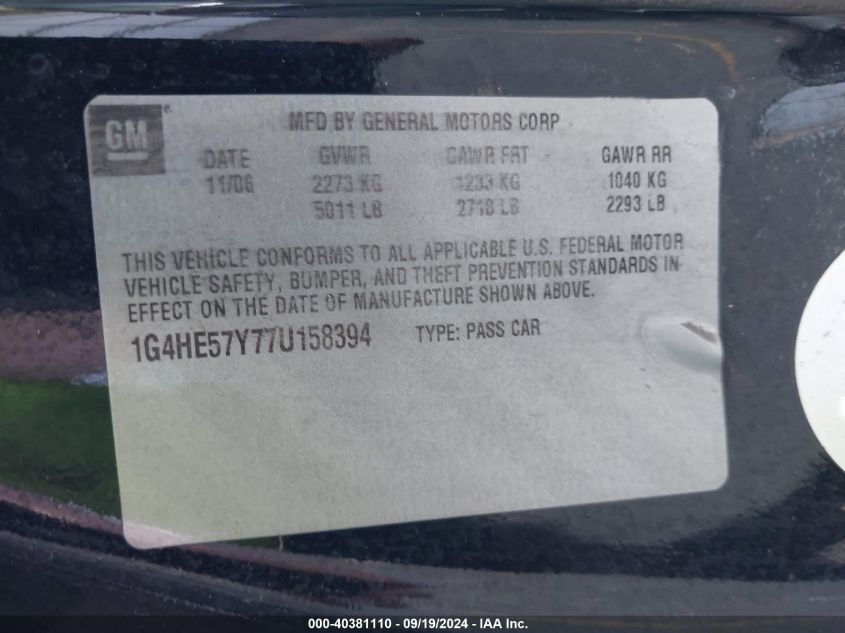 GM®
MFD BY GENERAL MOTORS CORP
DATE GVWR GAWR FRT GAWR RR
11/06 2273 KG 1233 KG 1040 KG
5011 LB 2718 LB 2293 LB
THIS VEHICLE CONFORMS TO ALL APPLICABLE U.S. FEDERAL MOTOR
VEHICLE SAFETY, BUMPER, AND THEFT PREVENTION STANDARDS IN
EFFECT ON THE DATE OF MANUFACTURE SHOWN ABOVE.
1G4HE57Y77U158394 TYPE: PASS CAR
000-40381110 - 09/19/2024 - IAA Inc.